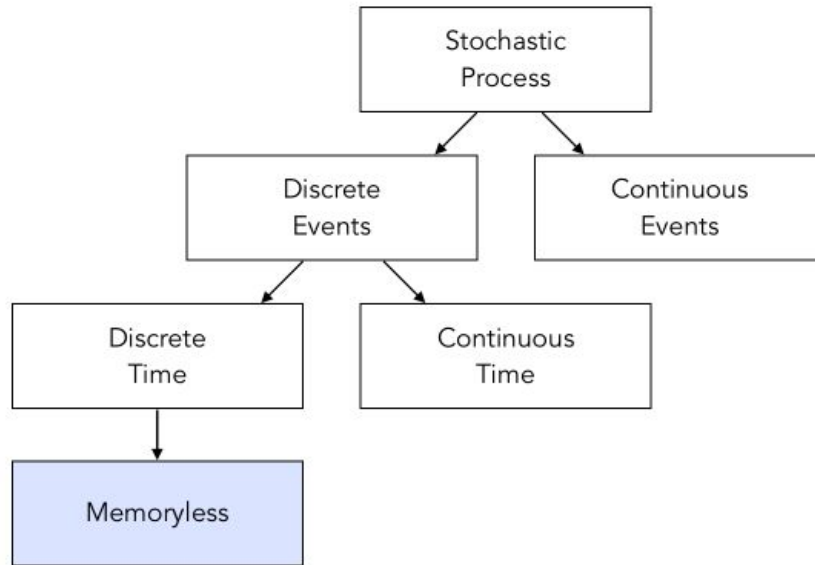 Stochastic
Process
Discrete
Events
Continuous
Events
Discrete
Time
Continuous
Time
Memoryless